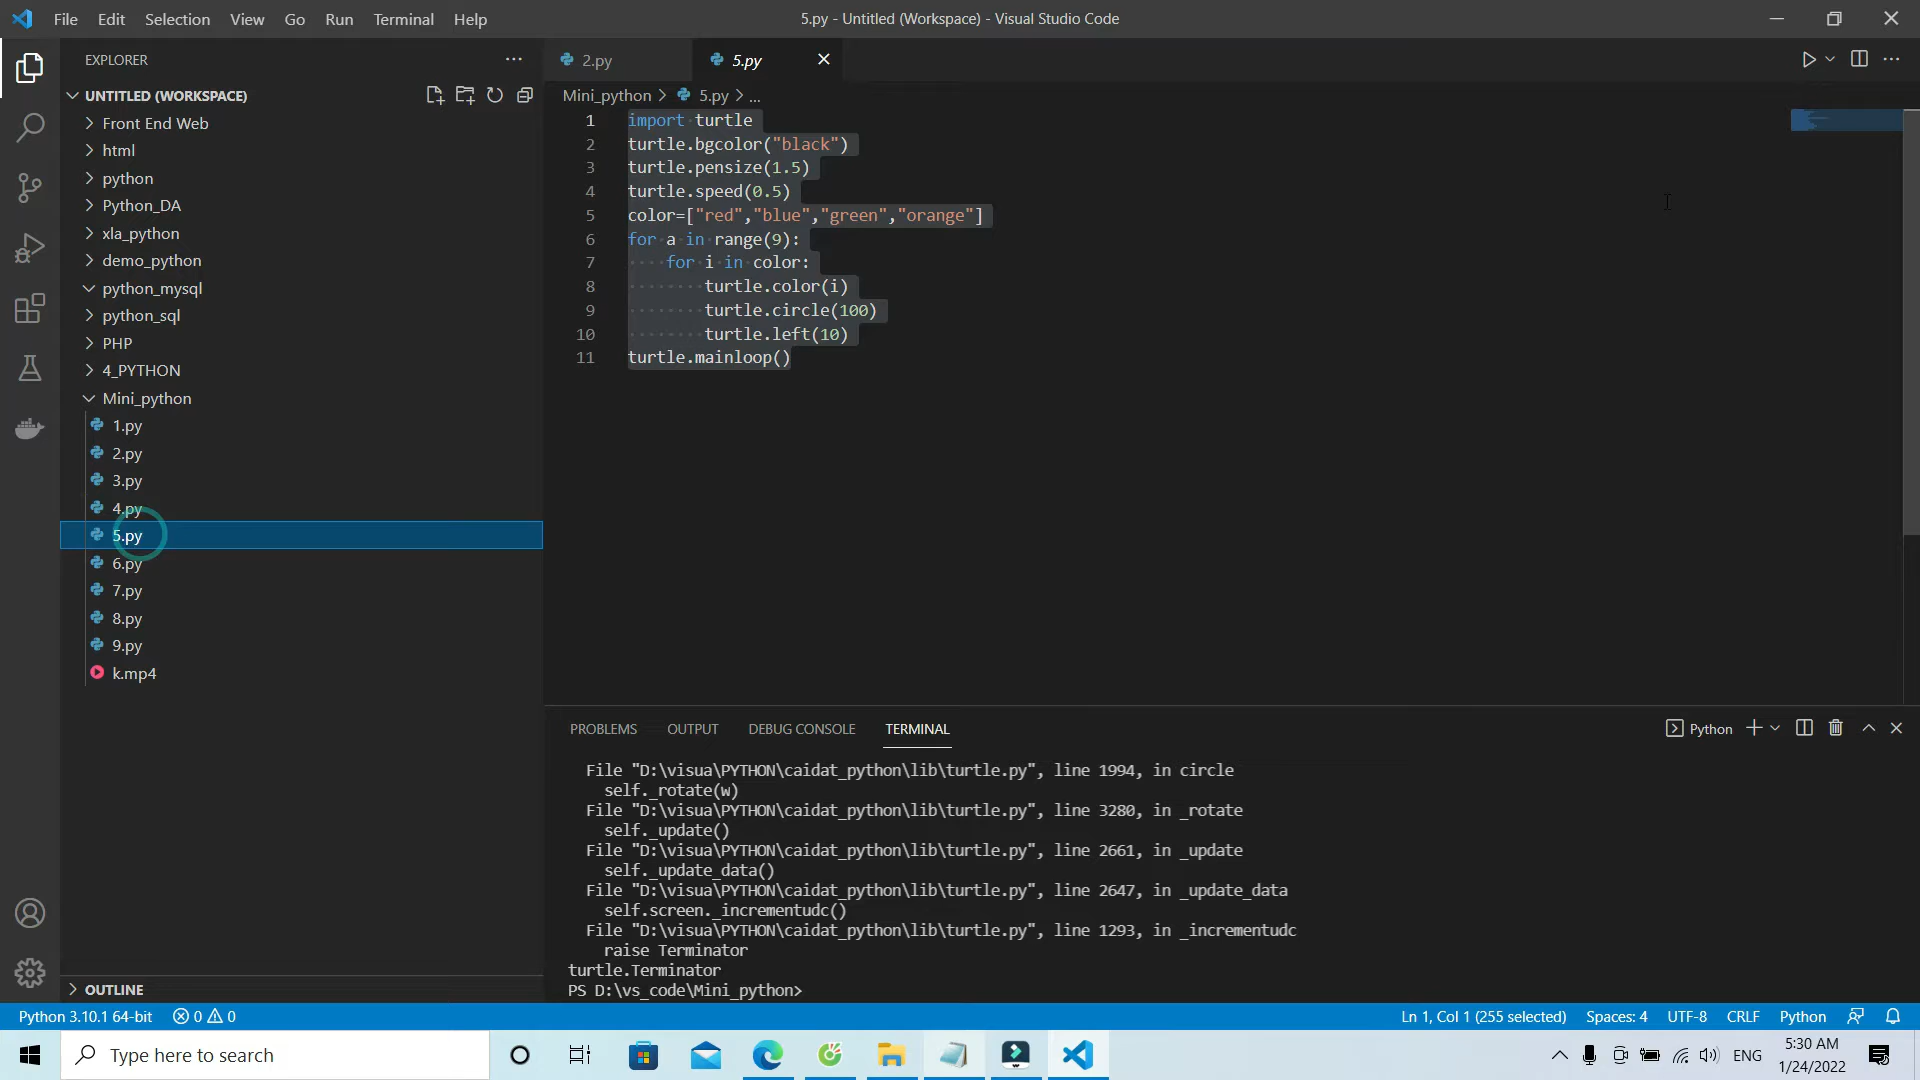 File Edit Selection View Go Run Terminal Help
5.py - Untitled (Workspace) - Visual Studio Code
EXPLORER
2.py
5.py
UNTITLED (WORKSPACE)
Mini_python > 5.py > ...
Front End Web
html
python
Python_DA
xla_python
demo_python
python_mysql
python_sql
PHP
4_PYTHON
Mini_python
1.py
2.py
3.py
4.py
5.py
6.py
7.py
8.py
9.py
k.mp4
OUTLINE
1 import turtle
2 turtle.bgcolor("black")
3 turtle.pensize(1.5)
4 turtle.speed(0.5)
5 color=["red","blue","green","orange"]
6 for a in range(9):
7     for i in color:
8         turtle.color(i)
9         turtle.circle(100)
10         turtle.left(10)
11 turtle.mainloop()
PROBLEMS OUTPUT DEBUG CONSOLE TERMINAL
Python
File "D:\visua\PYTHON\caidat_python\lib\turtle.py", line 1994, in circle
self._rotate(w)
File "D:\visua\PYTHON\caidat_python\lib\turtle.py", line 3280, in _rotate
self._update()
File "D:\visua\PYTHON\caidat_python\lib\turtle.py", line 2661, in _update
self._update_data()
File "D:\visua\PYTHON\caidat_python\lib\turtle.py", line 2647, in _update_data
self.screen._incrementudc()
File "D:\visua\PYTHON\caidat_python\lib\turtle.py", line 1293, in _incrementudc
raise Terminator
turtle.Terminator
PS D:\vs_code\Mini_python>
Python 3.10.1 64-bit 0 0
Ln 1, Col 1 (255 selected) Spaces: 4 UTF-8 CRLF Python
Type here to search
ENG
5:30 AM
1/24/2022